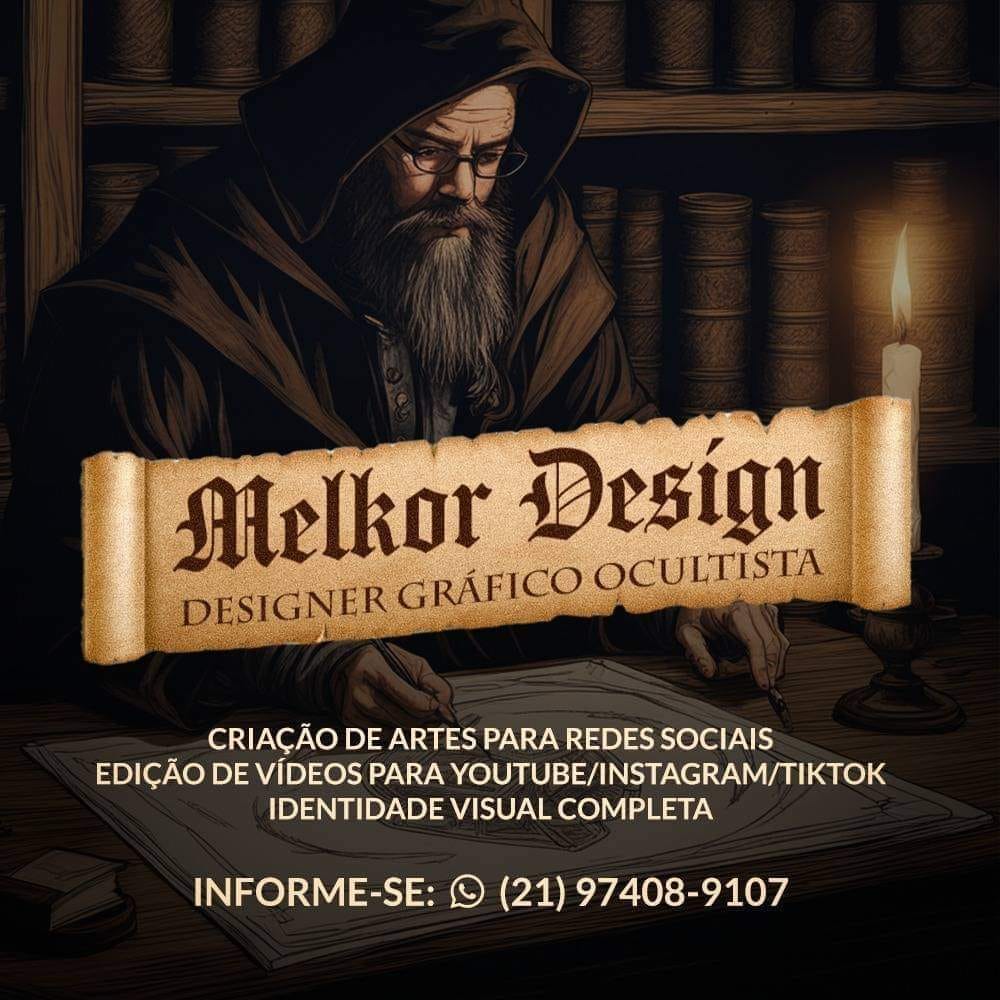 Melkor Design
DESIGNER GRÁFICO OCULTISTA
CRIAÇÃO DE ARTES PARA REDES SOCIAIS
EDIÇÃO DE VÍDEOS PARA YOUTUBE/INSTAGRAM/TIKTOK
IDENTIDADE VISUAL COMPLETA
INFORME-SE: (21) 97408-9107